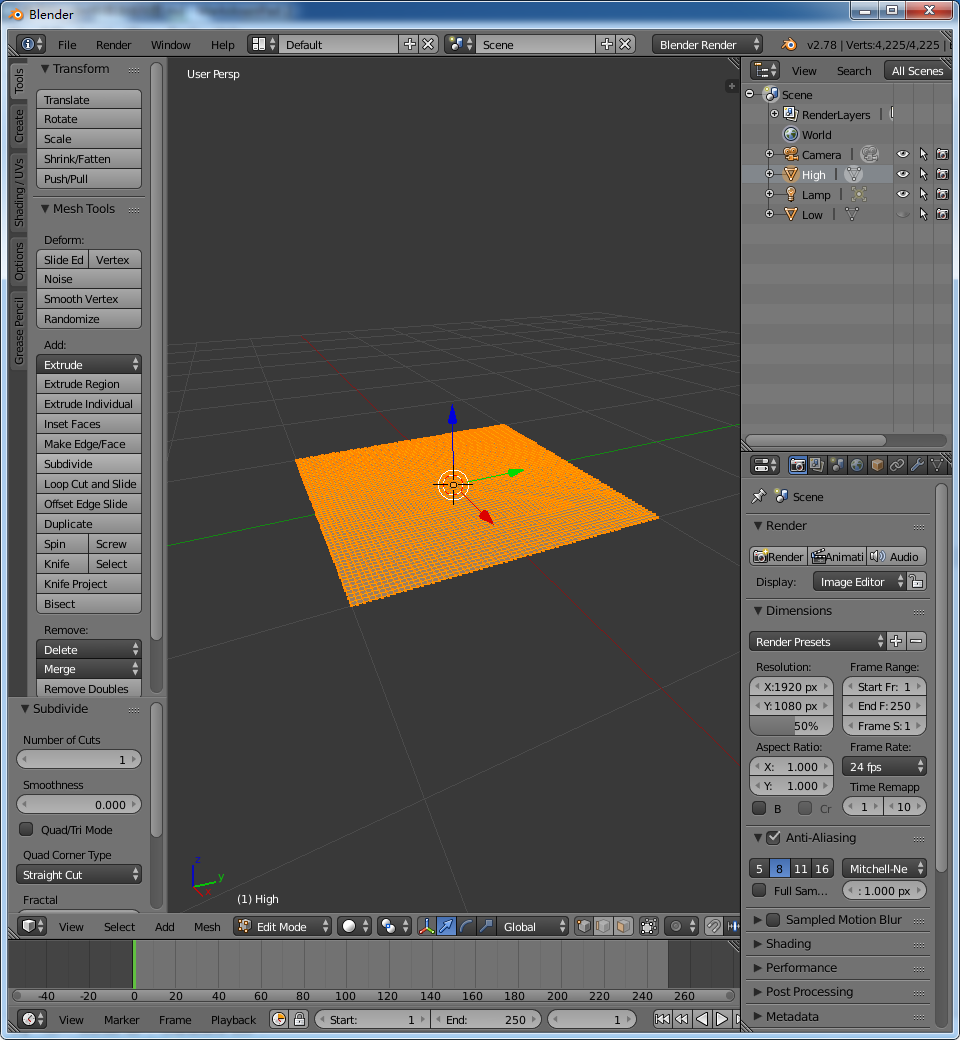 Blender
File Render Window Help Default Scene Blender Render v2.78 | Verts:4,225/4,225 |
Tools
Create
Shading / UVs
Options
Grease Pencil
Transform
Translate
Rotate
Scale
Shrink/Fatten
Push/Pull
Mesh Tools
Deform:
Slide Ed Vertex
Noise
Smooth Vertex
Randomize
Add:
Extrude
Extrude Region
Extrude Individual
Inset Faces
Make Edge/Face
Subdivide
Loop Cut and Slide
Offset Edge Slide
Duplicate
Spin Screw
Knife Select
Knife Project
Bisect
Remove:
Delete
Merge
Remove Doubles
Subdivide
Number of Cuts
1
Smoothness
0.000
Quad/Tri Mode
Quad Corner Type
Straight Cut
Fractal
User Persp
z
y
x
(1) High
View Select Add Mesh Edit Mode Global
-40 -20 0 20 40 60 80 100 120 140 160 180 200 220 240 260
View Marker Frame Playback Start: 1 End: 250 1
View Search All Scenes
Scene
RenderLayers |
World
Camera |
High |
Lamp |
Low |
Scene
Render
Render Animati Audio
Display: Image Editor
Dimensions
Render Presets
Resolution: Frame Range:
X:1920 px Start Fr: 1
Y:1080 px End F:250
50% Frame S:1
Aspect Ratio: Frame Rate:
X: 1.000 24 fps
Y: 1.000 Time Remapp
B Cr 1 10
Anti-Aliasing
5 8 11 16 Mitchell-Ne
Full Sam... : 1.000 px
Sampled Motion Blur
Shading
Performance
Post Processing
Metadata